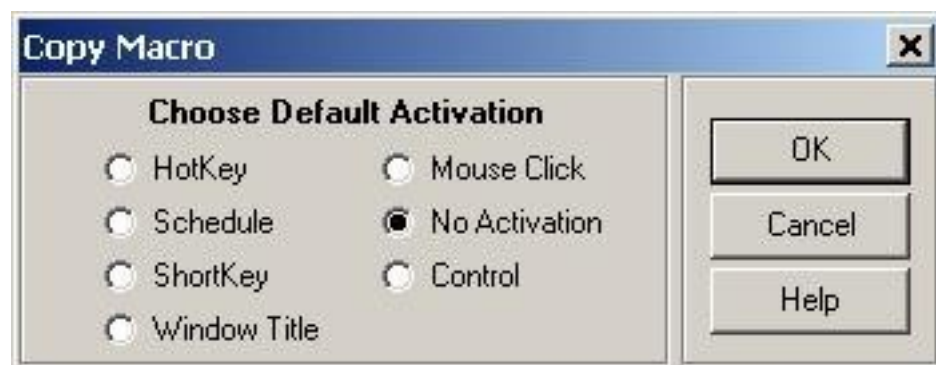 Copy Macro
Choose Default Activation
HotKey
Mouse Click
Schedule
No Activation
ShortKey
Control
Window Title
OK
Cancel
Help